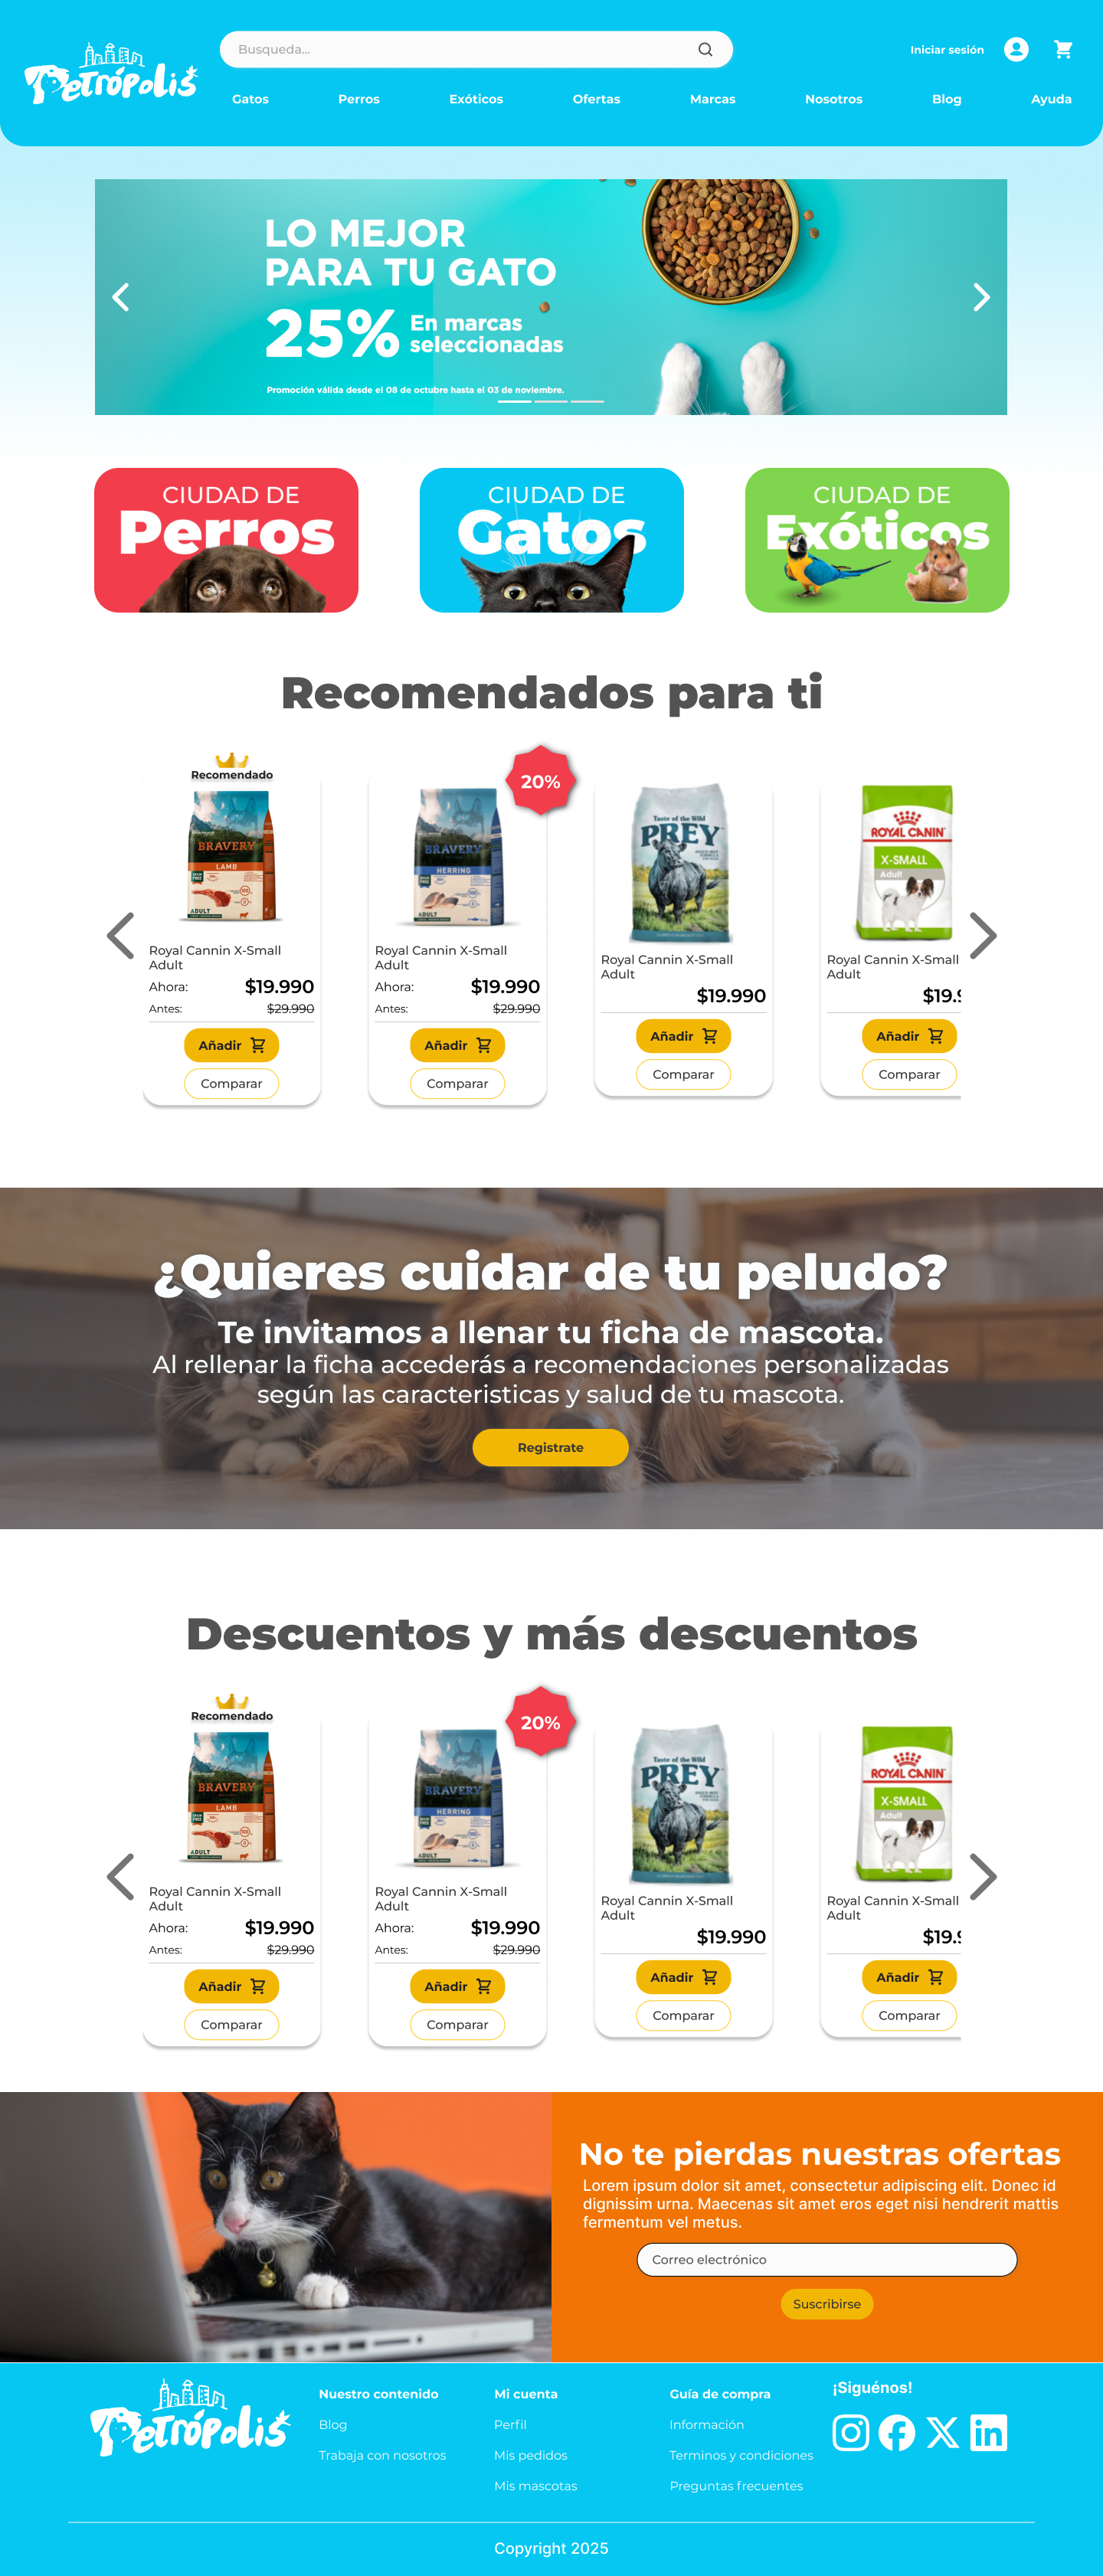 Petrópolis
Busqueda...
Iniciar sesión
Gatos
Perros
Exóticos
Ofertas
Marcas
Nosotros
Blog
Ayuda
LO MEJOR
PARA TU GATO
25%
En marcas
seleccionadas
Promoción válida desde el 08 de octubre hasta el 03 de noviembre.
CIUDAD DE
Perros
CIUDAD DE
Gatos
CIUDAD DE
Exóticos
Recomendados para ti
Recomendado
BRAVERY
LAMB
ADULT
Royal Cannin X-Small
Adult
Ahora:
$19.990
Antes:
$29.990
Añadir
Comparar
20%
BRAVERY
HERRING
ADULT
Royal Cannin X-Small
Adult
Ahora:
$19.990
Antes:
$29.990
Añadir
Comparar
Taste of the Wild
PREY
Royal Cannin X-Small
Adult
$19.990
Añadir
Comparar
ROYAL CANIN
X-SMALL
Adult
Royal Cannin X-Small
Adult
$19.9
Añadir
Comparar
¿Quieres cuidar de tu peludo?
Te invitamos a llenar tu ficha de mascota.
Al rellenar la ficha accederás a recomendaciones personalizadas
según las caracteristicas y salud de tu mascota.
Registrate
Descuentos y más descuentos
Recomendado
BRAVERY
LAMB
ADULT
Royal Cannin X-Small
Adult
Ahora:
$19.990
Antes:
$29.990
Añadir
Comparar
20%
BRAVERY
HERRING
ADULT
Royal Cannin X-Small
Adult
Ahora:
$19.990
Antes:
$29.990
Añadir
Comparar
Taste of the Wild
PREY
Royal Cannin X-Small
Adult
$19.990
Añadir
Comparar
ROYAL CANIN
X-SMALL
Adult
Royal Cannin X-Small
Adult
$19.9
Añadir
Comparar
No te pierdas nuestras ofertas
Lorem ipsum dolor sit amet, consectetur adipiscing elit. Donec id
dignissim urna. Maecenas sit amet eros eget nisi hendrerit mattis
fermentum vel metus.
Correo electrónico
Suscribirse
Petrópolis
Nuestro contenido
Blog
Trabaja con nosotros
Mi cuenta
Perfil
Mis pedidos
Mis mascotas
Guía de compra
Información
Terminos y condiciones
Preguntas frecuentes
¡Siguénos!
Copyright 2025